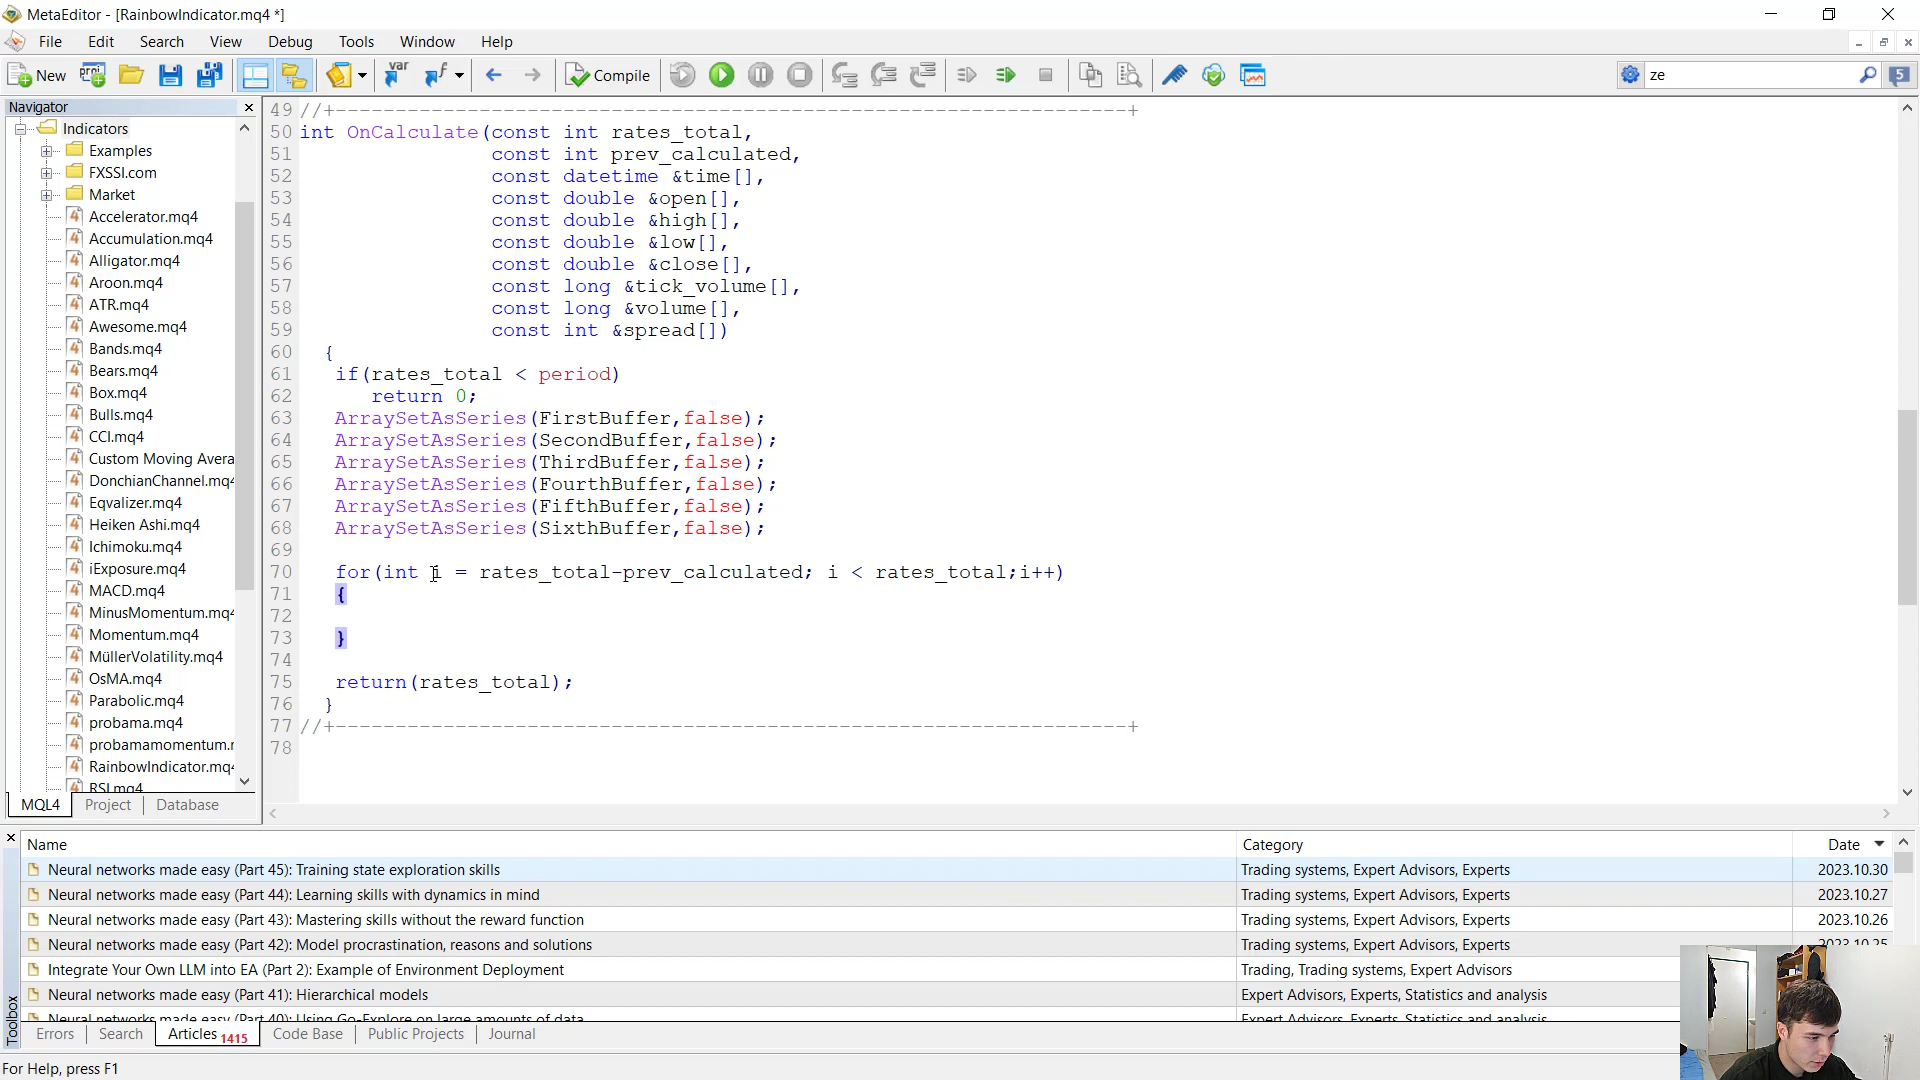 MetaEditor - [RainbowIndicator.mq4 *]
File Edit Search View Debug Tools Window Help
New Compile ze 5
Navigator
Indicators
Examples
FXSSI.com
Market
Accelerator.mq4
Accumulation.mq4
Alligator.mq4
Aroon.mq4
ATR.mq4
Awesome.mq4
Bands.mq4
Bears.mq4
Box.mq4
Bulls.mq4
CCI.mq4
Custom Moving Avera
DonchianChannel.mq4
Eqvalizer.mq4
Heiken Ashi.mq4
Ichimoku.mq4
iExposure.mq4
MACD.mq4
MinusMomentum.mq4
Momentum.mq4
MüllerVolatility.mq4
OsMA.mq4
Parabolic.mq4
probama.mq4
probamamomentum.
RainbowIndicator.mq4
RSI.mq4
MQL4 Project Database
49 //+------------------------------------------------------------------+
50 int OnCalculate(const int rates_total,
51 const int prev_calculated,
52 const datetime &time[],
53 const double &open[],
54 const double &high[],
55 const double &low[],
56 const double &close[],
57 const long &tick_volume[],
58 const long &volume[],
59 const int &spread[])
60 {
61 if(rates_total < period)
62 return 0;
63 ArraySetAsSeries(FirstBuffer,false);
64 ArraySetAsSeries(SecondBuffer,false);
65 ArraySetAsSeries(ThirdBuffer,false);
66 ArraySetAsSeries(FourthBuffer,false);
67 ArraySetAsSeries(FifthBuffer,false);
68 ArraySetAsSeries(SixthBuffer,false);
69
70 for(int i = rates_total-prev_calculated; i < rates_total;i++)
71 {
72
73 }
74
75 return(rates_total);
76 }
77 //+------------------------------------------------------------------+
78
Name Category Date
Neural networks made easy (Part 45): Training state exploration skills Trading systems, Expert Advisors, Experts 2023.10.30
Neural networks made easy (Part 44): Learning skills with dynamics in mind Trading systems, Expert Advisors, Experts 2023.10.27
Neural networks made easy (Part 43): Mastering skills without the reward function Trading systems, Expert Advisors, Experts 2023.10.26
Neural networks made easy (Part 42): Model procrastination, reasons and solutions Trading systems, Expert Advisors, Experts 2023.10.25
Integrate Your Own LLM into EA (Part 2): Example of Environment Deployment Trading, Trading systems, Expert Advisors
Neural networks made easy (Part 41): Hierarchical models Expert Advisors, Experts, Statistics and analysis
Neural networks made easy (Part 40): Using Go-Explore on large amounts of data Expert Advisors, Experts, Statistics and analysis
Toolbox
Errors Search Articles 1415 Code Base Public Projects Journal
For Help, press F1